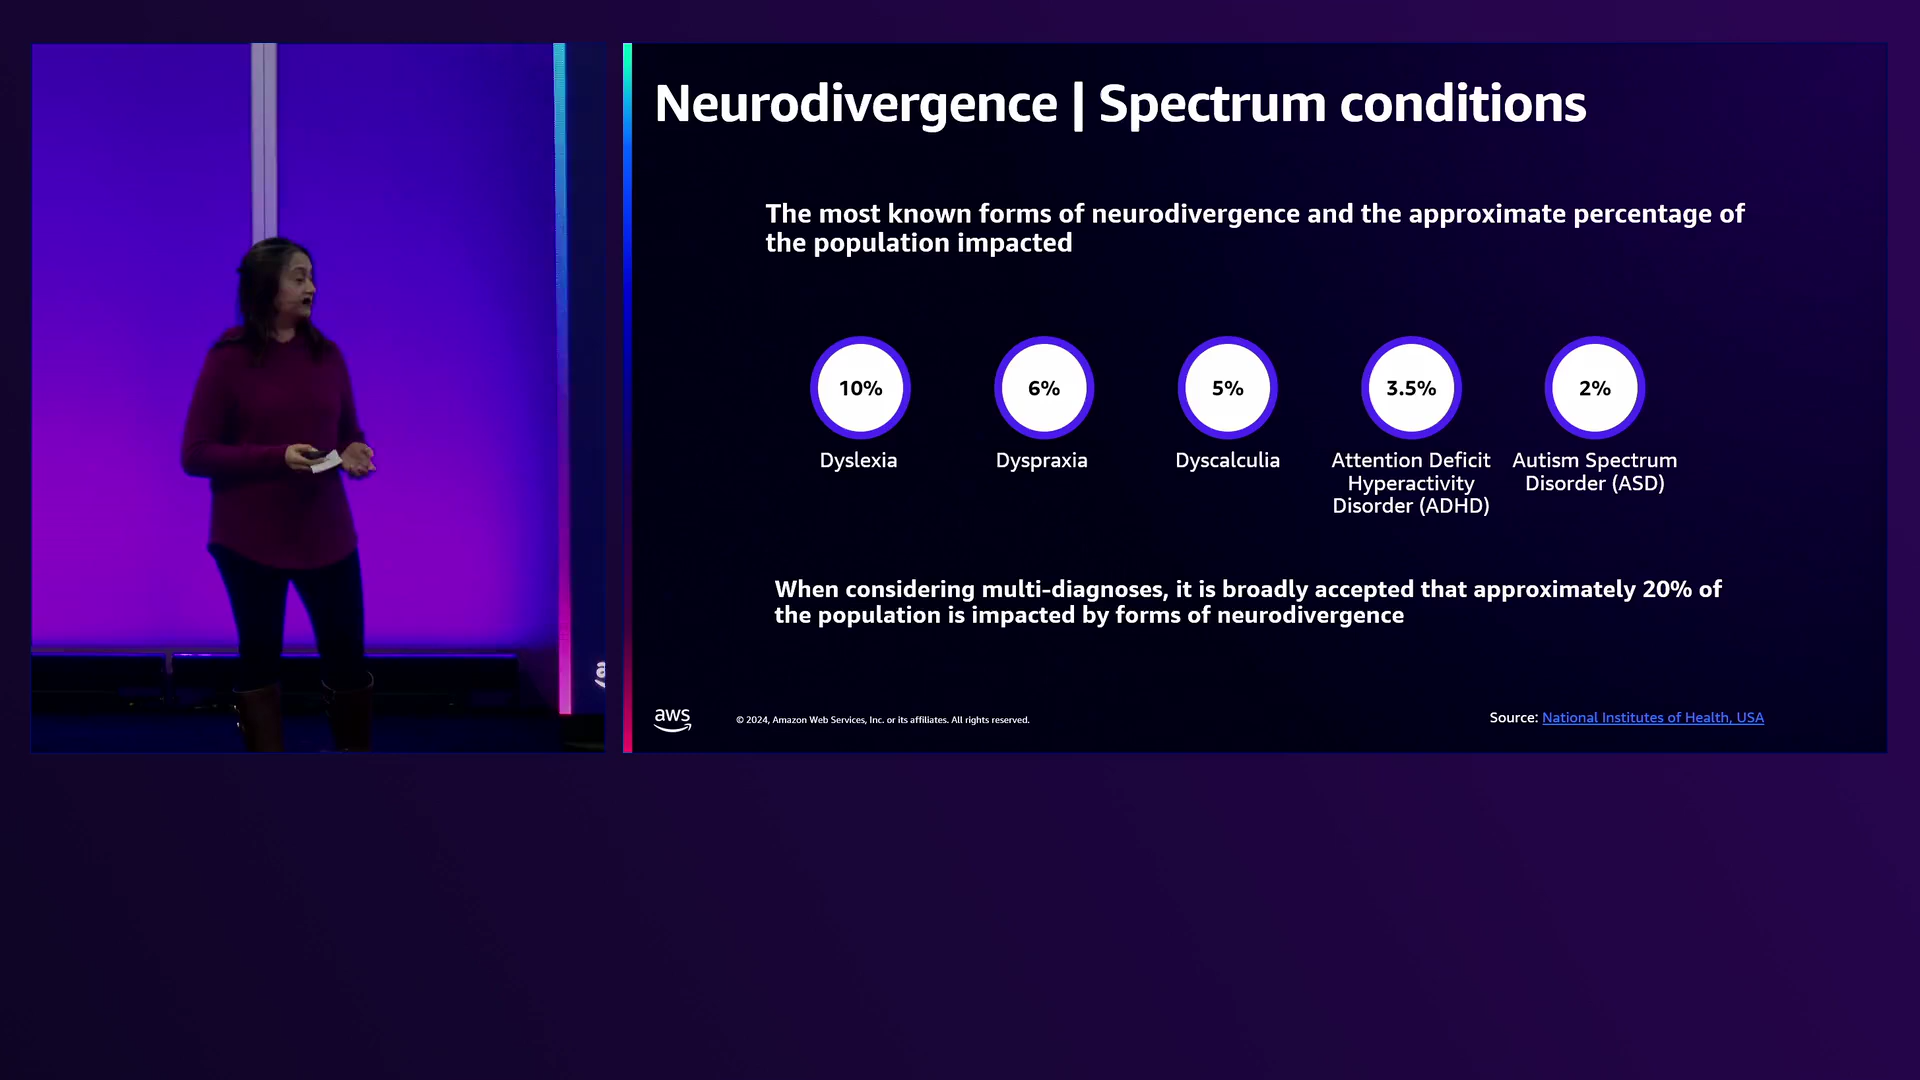 Neurodivergence | Spectrum conditions
The most known forms of neurodivergence and the approximate percentage of
the population impacted
10%
6%
5%
3.5%
2%
Dyslexia
Dyspraxia
Dyscalculia
Attention Deficit
Hyperactivity
Disorder (ADHD)
Autism Spectrum
Disorder (ASD)
When considering multi-diagnoses, it is broadly accepted that approximately 20% of
the population is impacted by forms of neurodivergence
aws
© 2024, Amazon Web Services, Inc. or its affiliates. All rights reserved.
Source: National Institutes of Health, USA